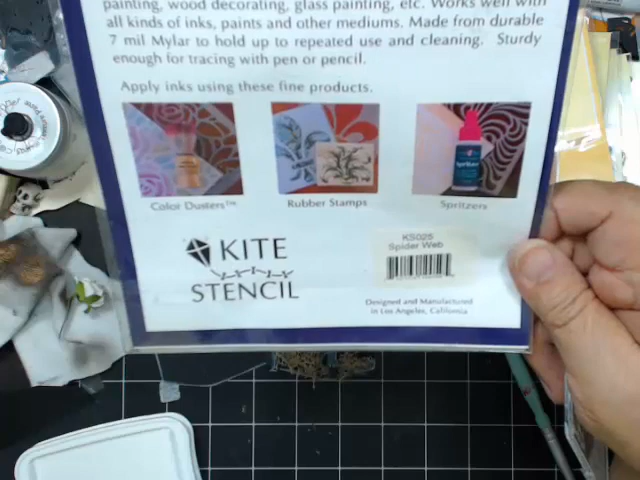 painting, wood decorating, glass painting, etc. Works well with
all kinds of inks, paints and other mediums. Made from durable
7 mil Mylar to hold up to repeated use and cleaning. Sturdy
enough for tracing with pen or pencil.
Apply inks using these fine products.
Color Dusters™ Rubber Stamps Spritzers
KITE
STENCIL
KS025
Spider Web
Designed and Manufactured
in Los Angeles, California